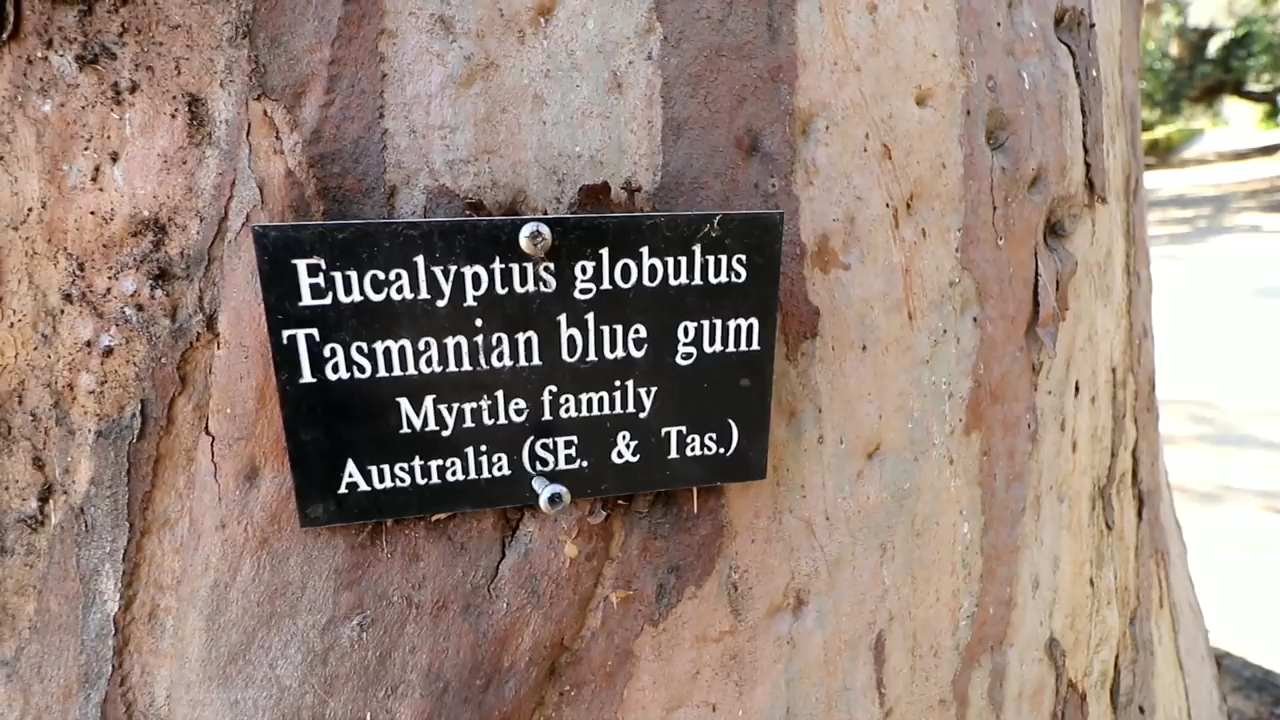 Eucalyptus globulus
Tasmanian blue gum
Myrtle family
Australia (SE. & Tas.)